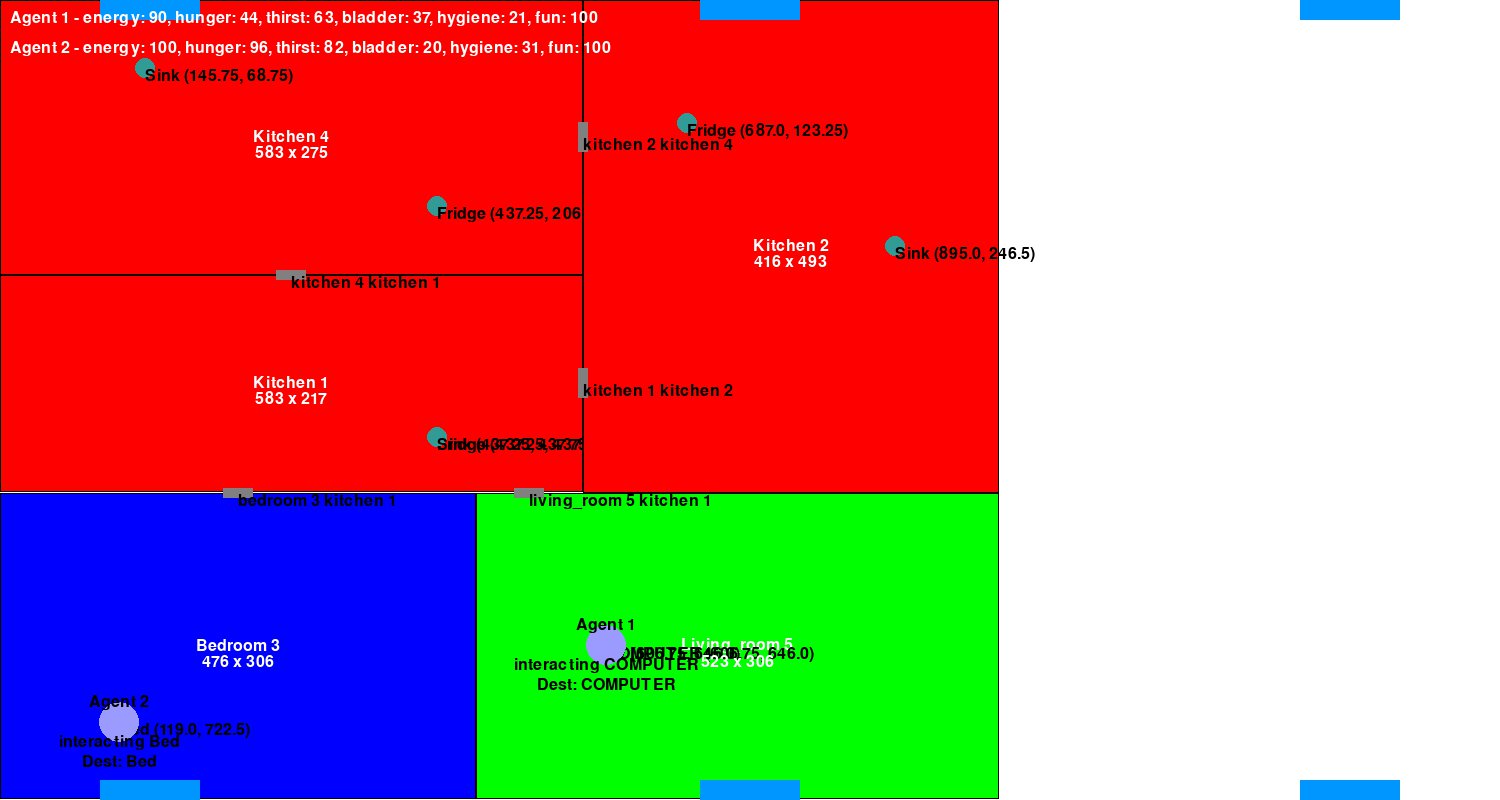 Agent 1 - energy: 90, hunger: 44, thirst: 63, bladder: 37, hygiene: 21, fun: 100
Agent 2 - energy: 100, hunger: 96, thirst: 82, bladder: 20, hygiene: 31, fun: 100
Sink (145.75, 68.75)
Kitchen 4
583 x 275
Fridge (687.0, 123.25)
kitchen 2 kitchen 4
Fridge (437.25, 206
Kitchen 2
416 x 493
Sink (895.0, 246.5)
kitchen 4 kitchen 1
Kitchen 1
583 x 217
kitchen 1 kitchen 2
bedroom 3 kitchen 1
living_room 5 kitchen 1
Agent 1
Bedroom 3
476 x 306
Living_room 5
523 x 306
interacting COMPUTER
Dest: COMPUTER
Agent 2
d (119.0, 722.5)
interacting Bed
Dest: Bed